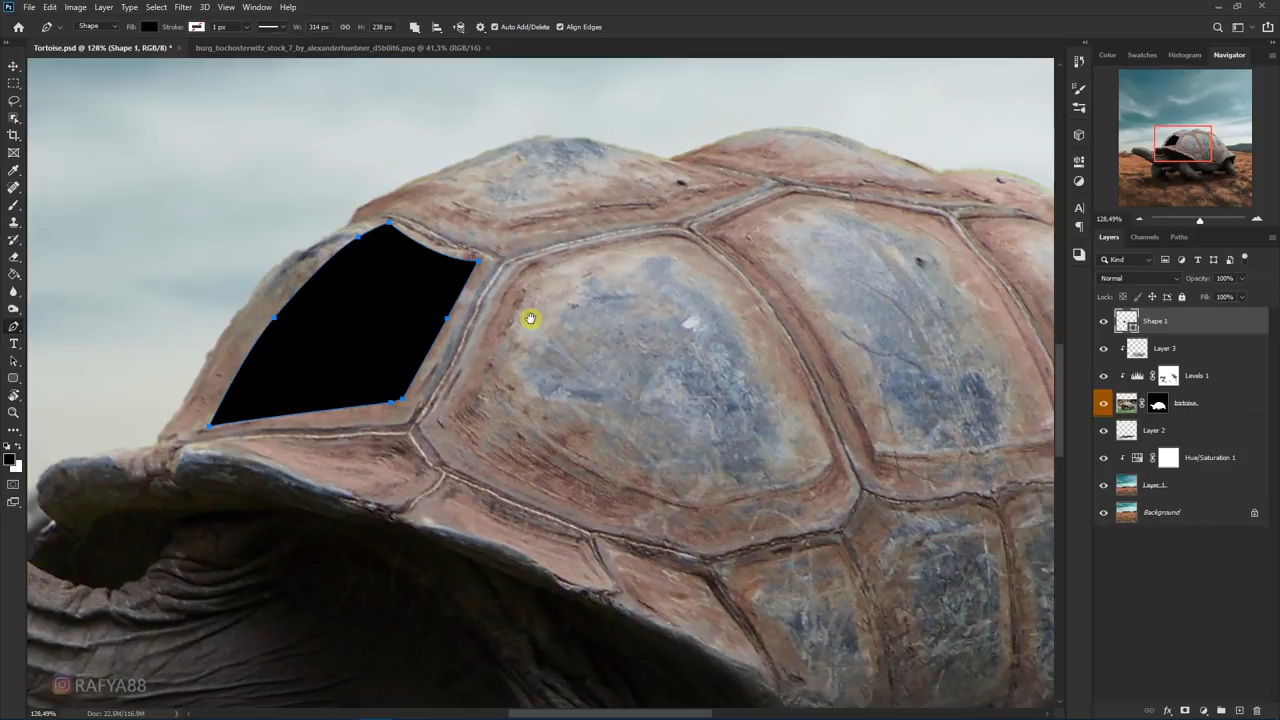 File Edit Image Layer Type Select Filter 3D View Window Help
Shape Fill: Stroke: 1 px W: 314 px H: 238 px Auto Add/Delete Align Edges
Tortoise.psd @ 128% (Shape 1, RGB/8) * × burg_hochosterwitz_stock_7_by_alexanderhuebner_d5b0it6.png @ 41,3% (RGB/16) ×
Color Swatches Histogram Navigator
128,49%
Layers Channels Paths
Kind
Normal Opacity: 100%
Lock: Fill: 100%
Shape 1
Layer 3
Levels 1
tortoise.
Layer 2
Hue/Saturation 1
Layer 1.
Background
RAFYA88
128,49% Doc: 22,5M/116,9M